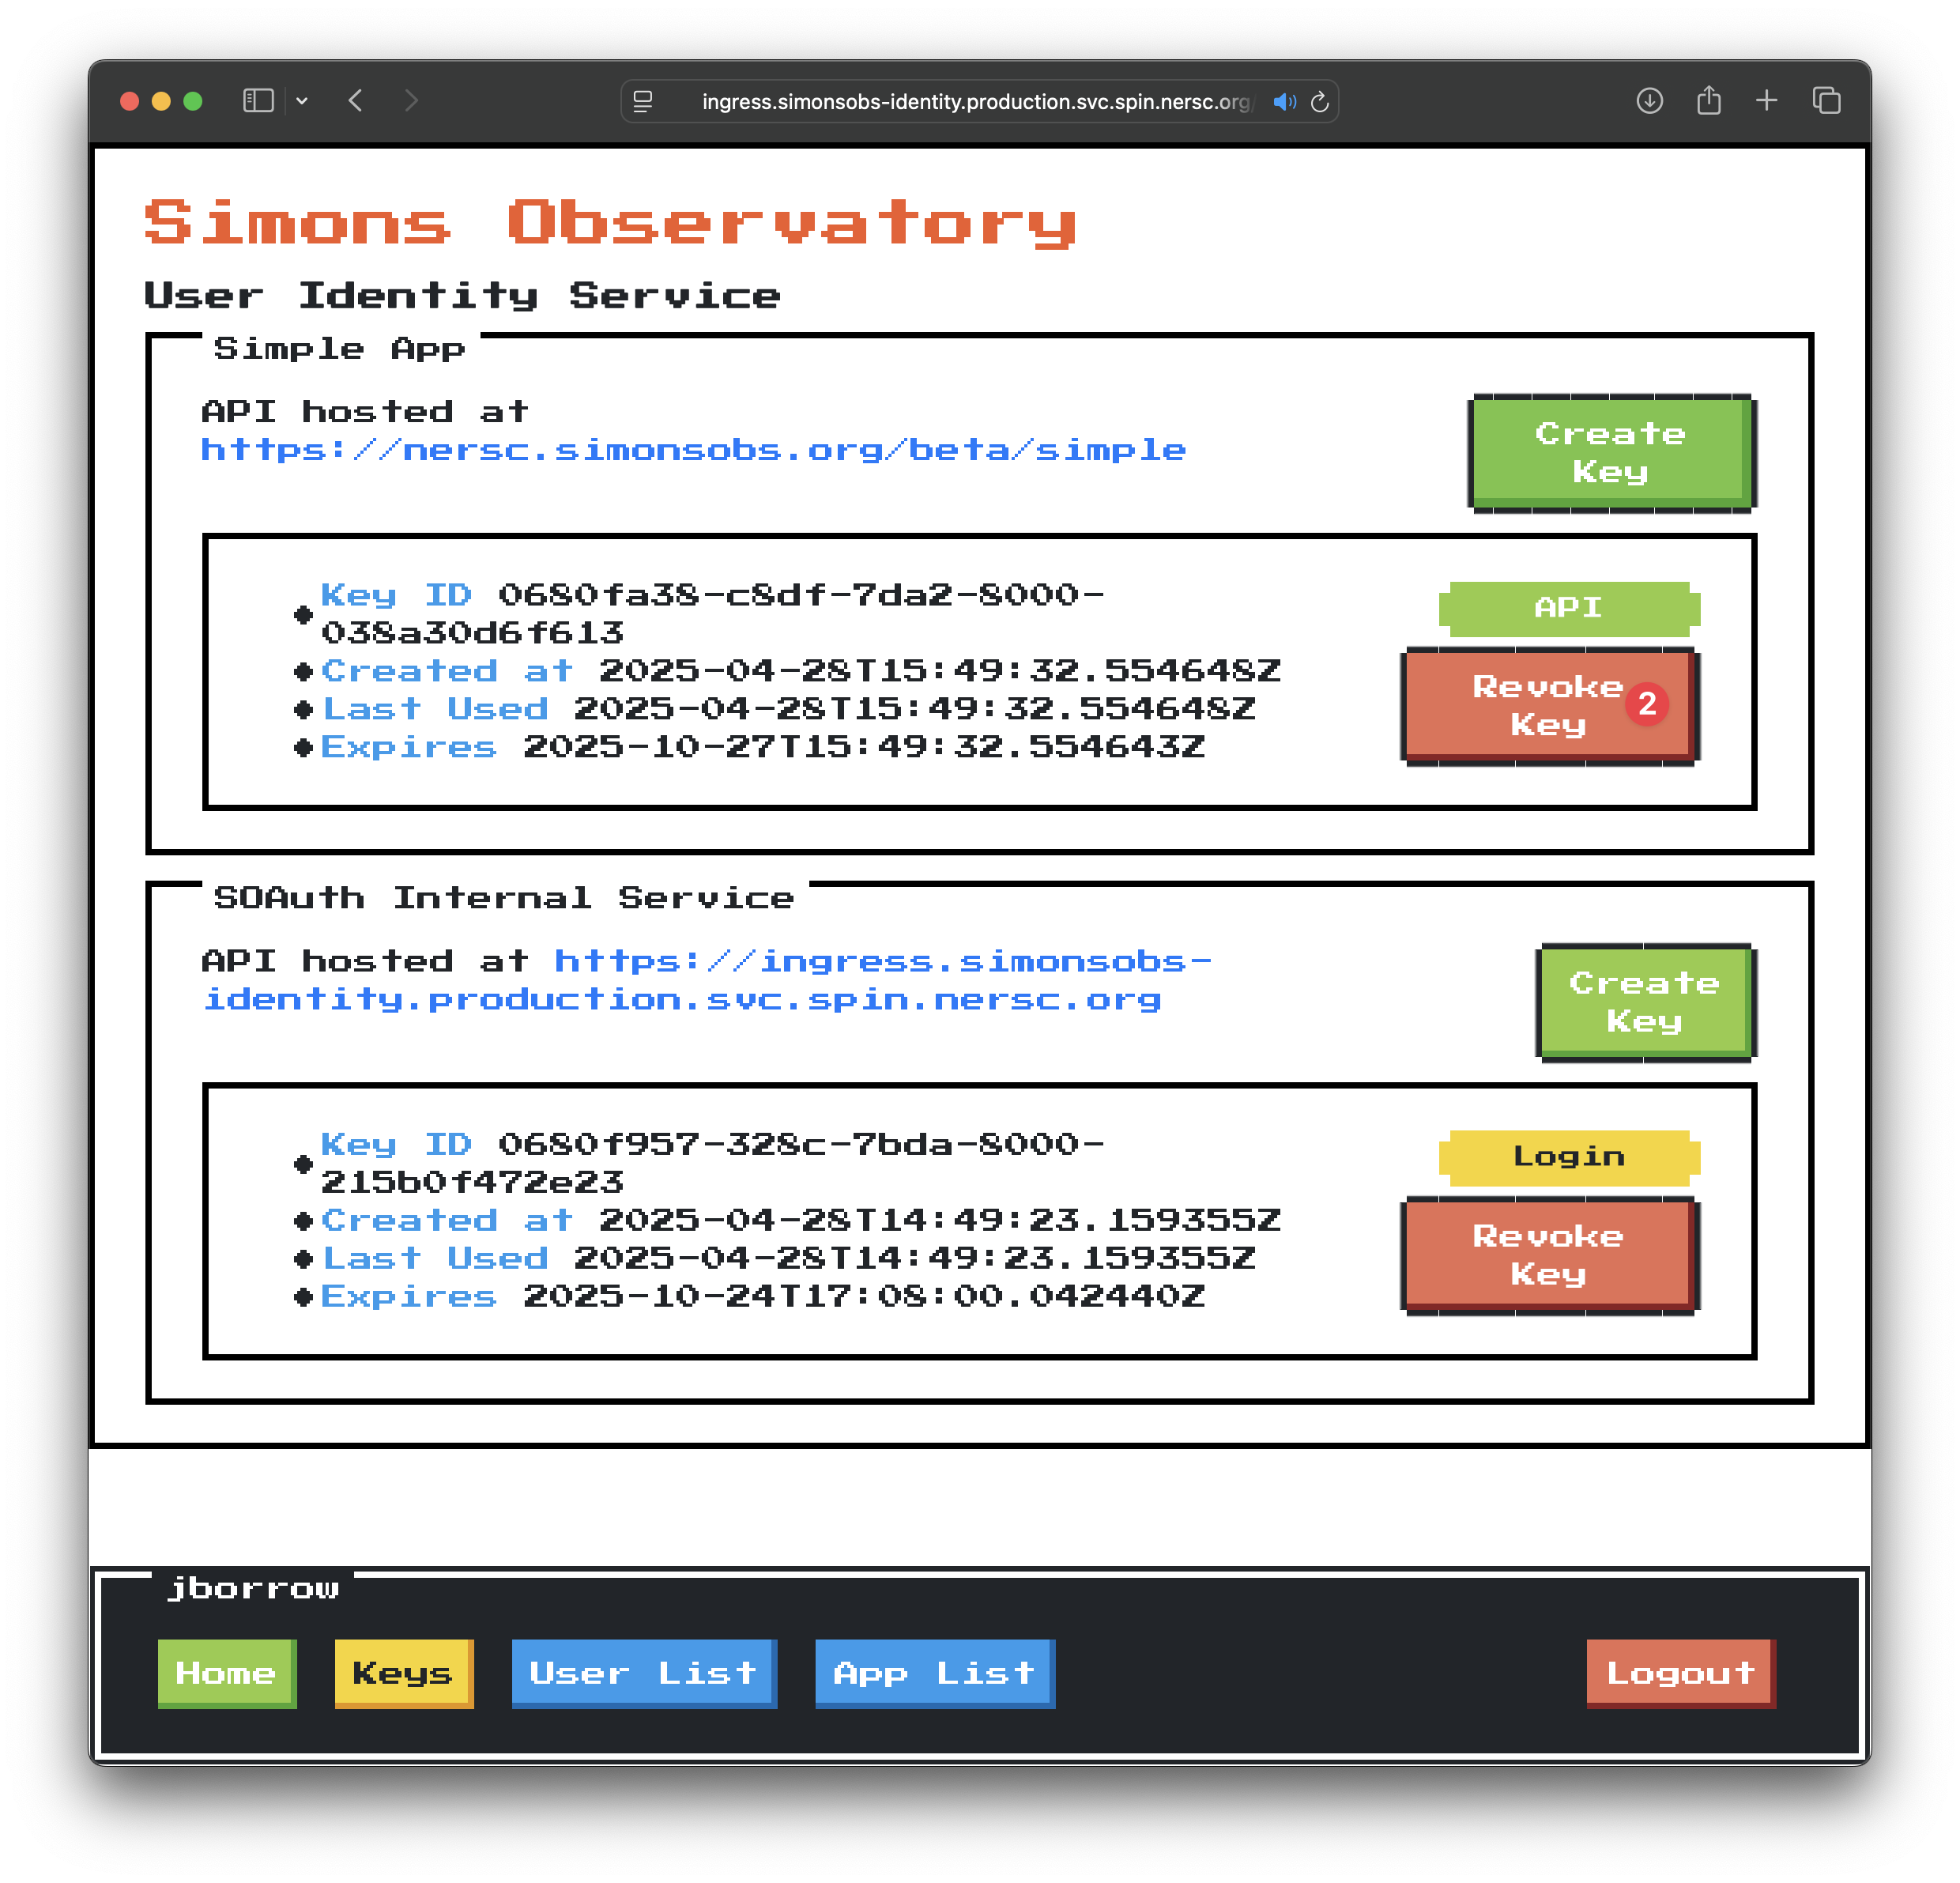 ingress.simonsobs-identity.production.svc.spin.nersc.org/
Simons Observatory
User Identity Service
Simple App
API hosted at
https://nersc.simonsobs.org/beta/simple
Create
Key
Key ID 0680fa38-c8df-7da2-8000-
038a30d6f613
Created at 2025-04-28T15:49:32.554648Z
Last Used 2025-04-28T15:49:32.554648Z
Expires 2025-10-27T15:49:32.554643Z
API
Revoke
Key
2
SOAuth Internal Service
API hosted at https://ingress.simonsobs-
identity.production.svc.spin.nersc.org
Create
Key
Key ID 0680f957-328c-7bda-8000-
215b0f472e23
Created at 2025-04-28T14:49:23.159355Z
Last Used 2025-04-28T14:49:23.159355Z
Expires 2025-10-24T17:08:00.042440Z
Login
Revoke
Key
jborrow
Home
Keys
User List
App List
Logout